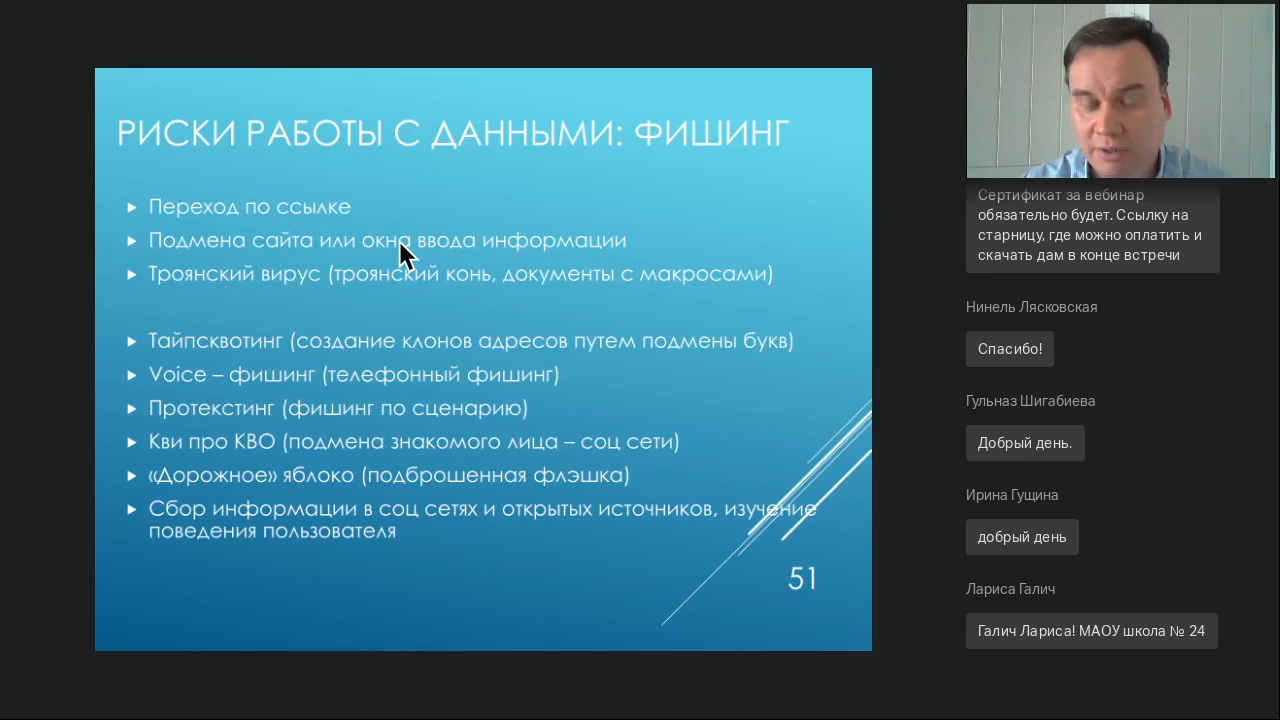 РИСКИ РАБОТЫ С ДАННЫМИ: ФИШИНГ
Переход по ссылке
Подмена сайта или окна ввода информации
Троянский вирус (троянский конь, документы с макросами)
Тайпсквотинг (создание клонов адресов путем подмены букв)
Voice – фишинг (телефонный фишинг)
Протекстинг (фишинг по сценарию)
Кви про КВО (подмена знакомого лица – соц сети)
«Дорожное» яблоко (подброшенная флэшка)
Сбор информации в соц сетях и открытых источников, изучение
поведения пользователя
51
Сертификат за вебинар
обязательно будет. Ссылку на
старницу, где можно оплатить и
скачать дам в конце встречи
Нинель Лясковская
Спасибо!
Гульназ Шигабиева
Добрый день.
Ирина Гущина
добрый день
Лариса Галич
Галич Лариса! МАОУ школа № 24